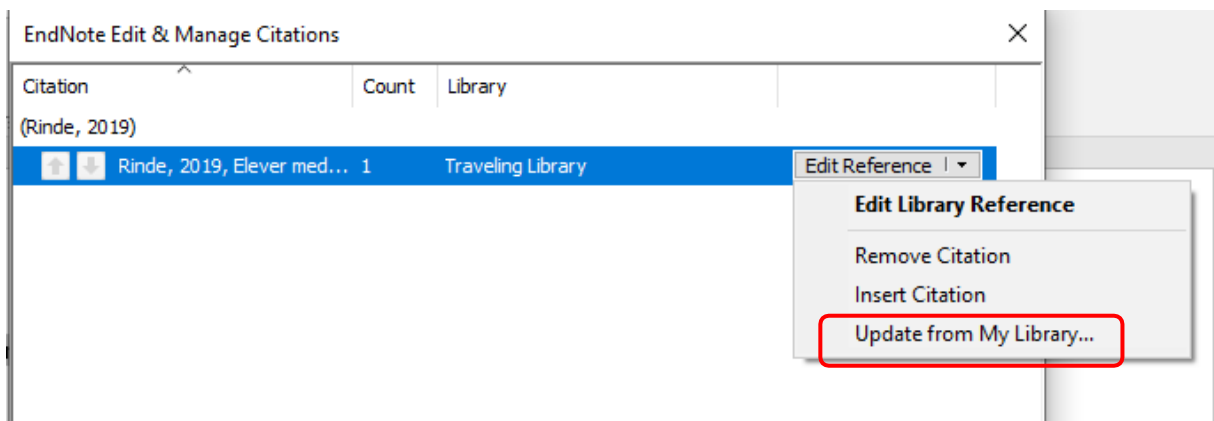 EndNote Edit & Manage Citations
Citation Count Library
(Rinde, 2019)
Rinde, 2019, Elever med... 1 Traveling Library Edit Reference
Edit Library Reference
Remove Citation
Insert Citation
Update from My Library...